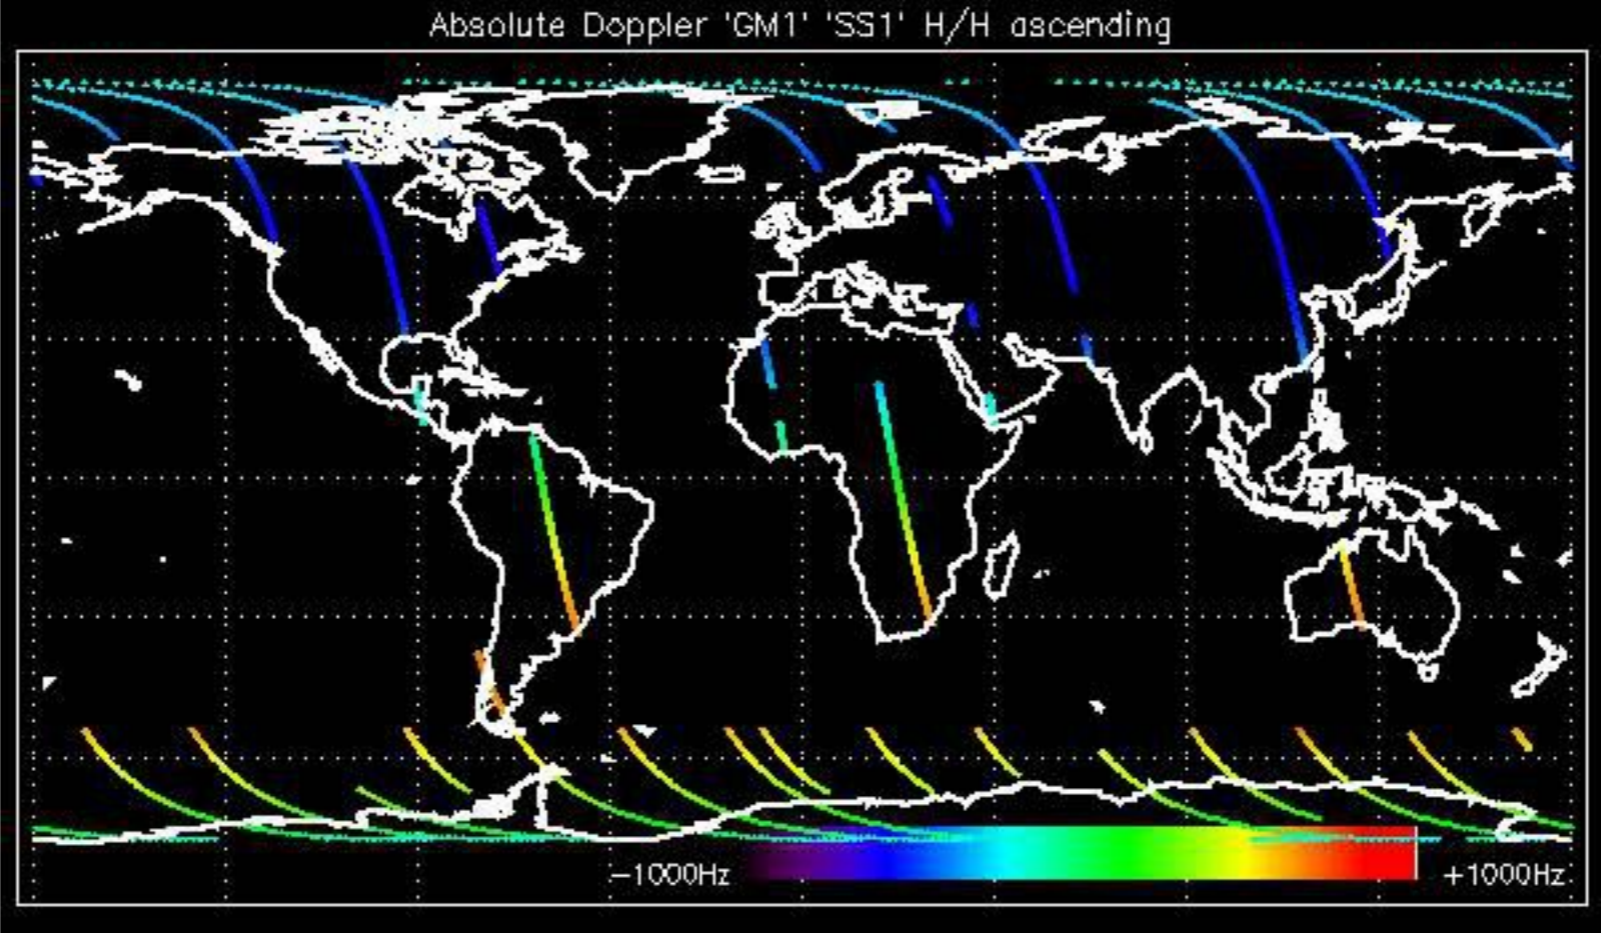 Absolute Doppler 'GM1' 'SS1' H/H ascending
−1000Hz +1000Hz